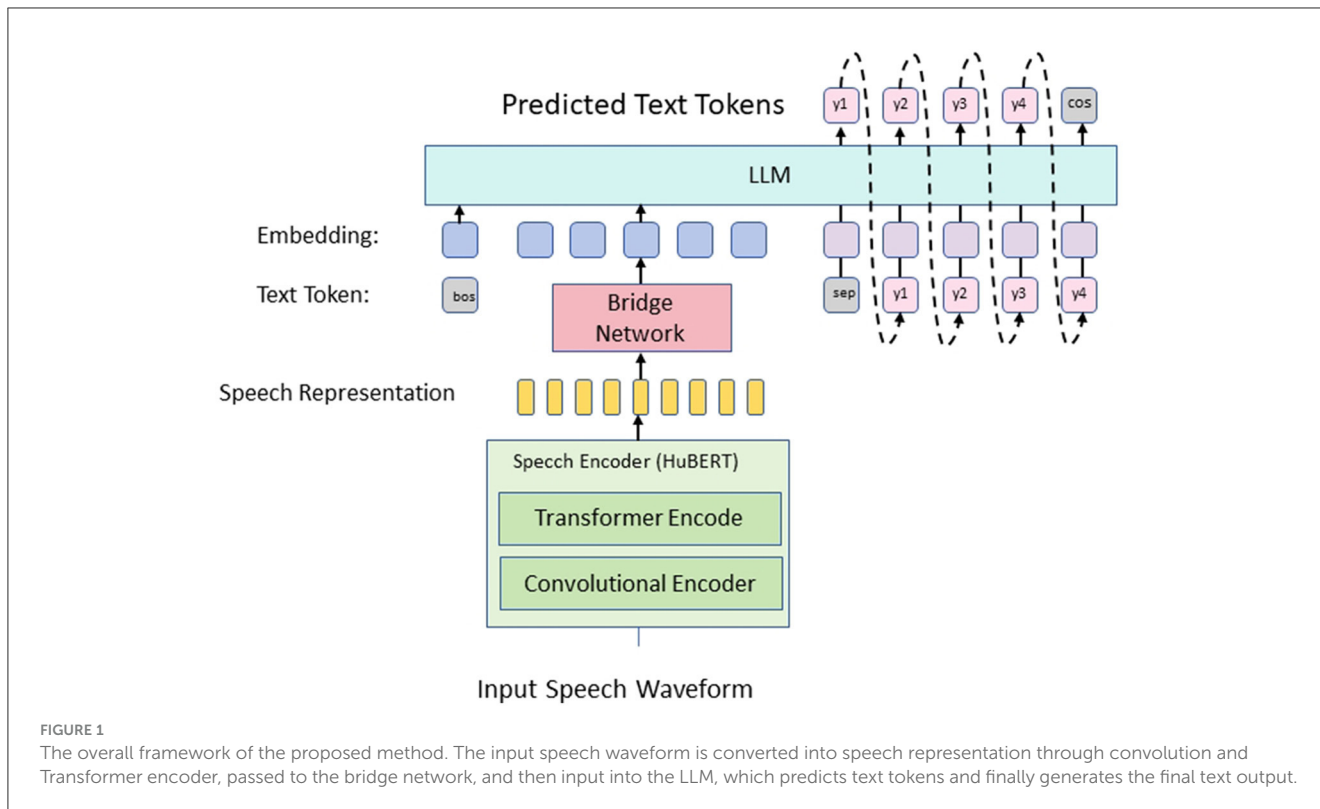 Predicted Text Tokens
y1 y2 y3 y4 cos
LLM
Embedding:
Text Token:
bos
sep y1 y2 y3 y4
Bridge
Network
Speech Representation
Specch Encoder (HuBERT)
Transformer Encode
Convolutional Encoder
Input Speech Waveform
FIGURE 1
The overall framework of the proposed method. The input speech waveform is converted into speech representation through convolution and
Transformer encoder, passed to the bridge network, and then input into the LLM, which predicts text tokens and finally generates the final text output.